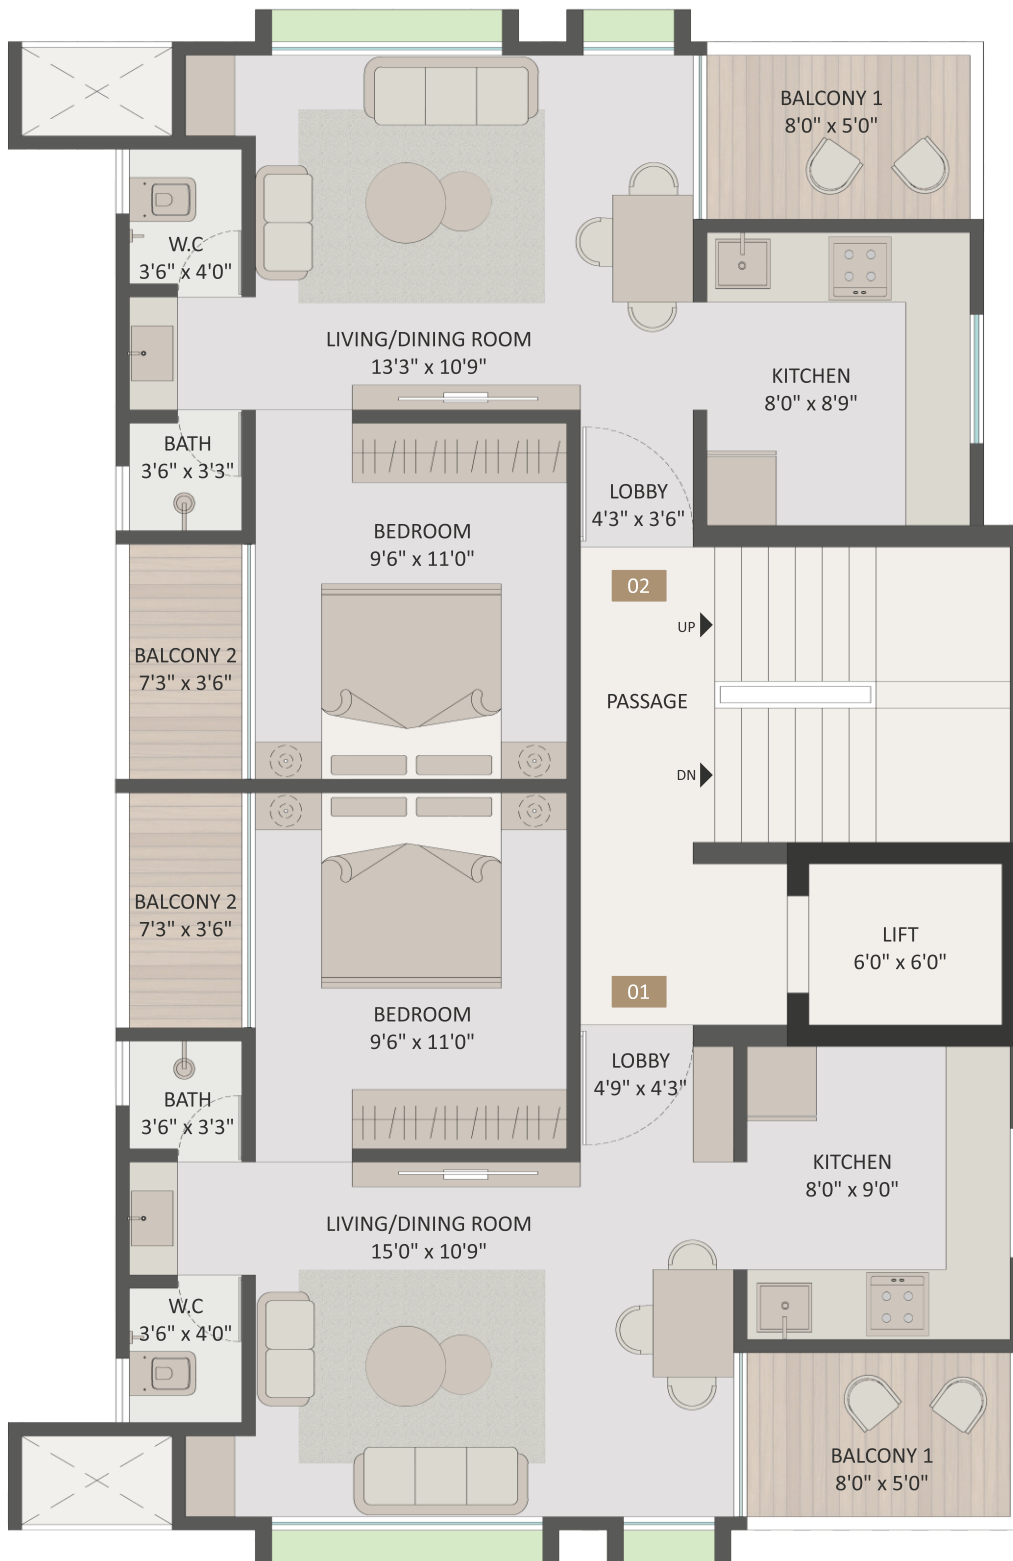 BALCONY 1
8'0" x 5'0"
W.C
3'6" x 4'0"
LIVING/DINING ROOM
13'3" x 10'9"
KITCHEN
8'0" x 8'9"
BATH
3'6" x 3'3"
LOBBY
4'3" x 3'6"
BEDROOM
9'6" x 11'0"
02
UP
BALCONY 2
7'3" x 3'6"
PASSAGE
DN
BALCONY 2
7'3" x 3'6"
LIFT
6'0" x 6'0"
01
BEDROOM
9'6" x 11'0"
LOBBY
4'9" x 4'3"
BATH
3'6" x 3'3"
KITCHEN
8'0" x 9'0"
LIVING/DINING ROOM
15'0" x 10'9"
W.C
3'6" x 4'0"
BALCONY 1
8'0" x 5'0"